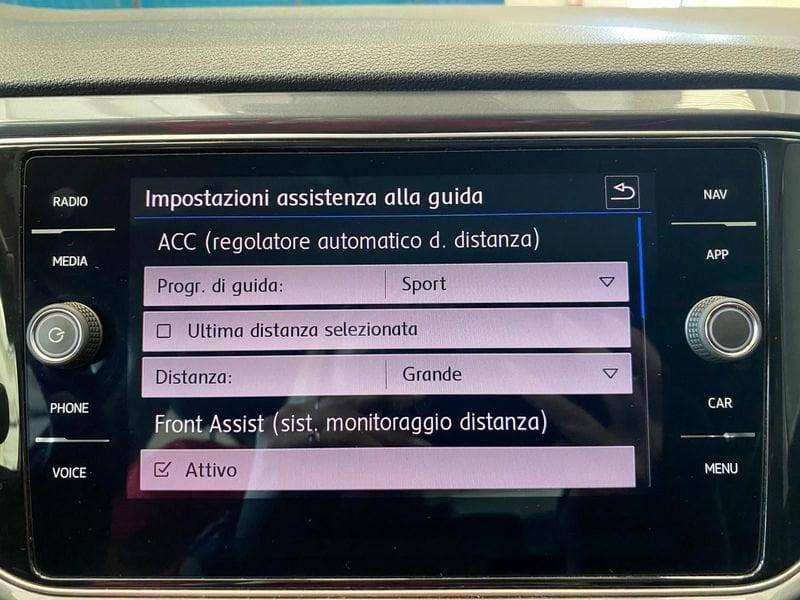 Impostazioni assistenza alla guida
ACC (regolatore automatico d. distanza)
Progr. di guida: Sport
Ultima distanza selezionata
Distanza: Grande
Front Assist (sist. monitoraggio distanza)
Attivo
RADIO
MEDIA
PHONE
VOICE
NAV
APP
CAR
MENU